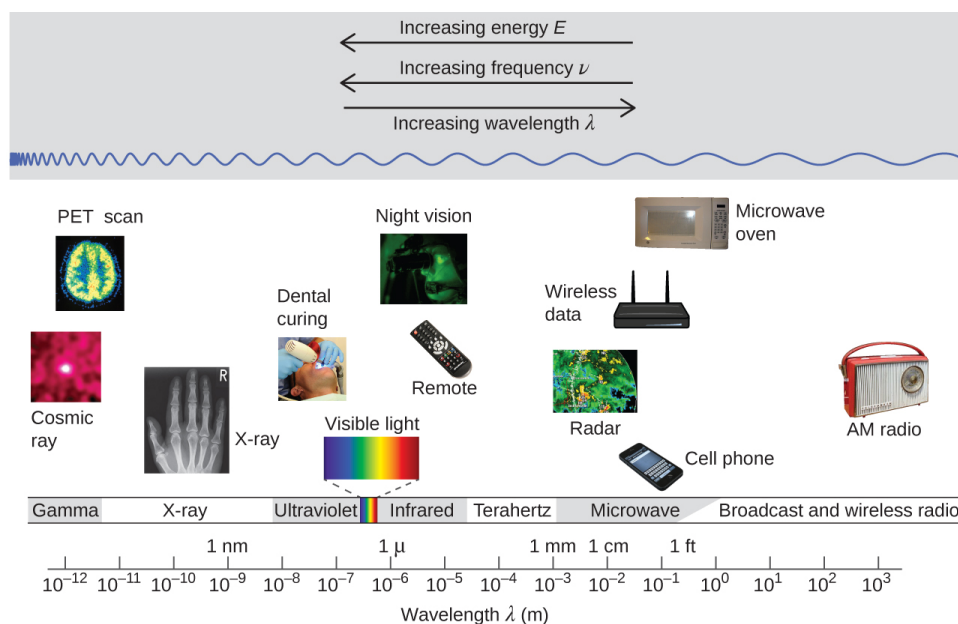 Increasing energy E
Increasing frequency ν
Increasing wavelength λ
PET scan
Night vision
Microwave
oven
Dental
curing
Wireless
data
Remote
Cosmic
ray
R
X-ray
Visible light
Radar
Cell phone
AM radio
Gamma
X-ray
Ultraviolet
Infrared
Terahertz
Microwave
Broadcast and wireless radio
1 nm
1 µ
1 mm
1 cm
1 ft
10⁻¹² 10⁻¹¹ 10⁻¹⁰ 10⁻⁹ 10⁻⁸ 10⁻⁷ 10⁻⁶ 10⁻⁵ 10⁻⁴ 10⁻³ 10⁻² 10⁻¹ 10⁰ 10¹ 10² 10³
Wavelength λ (m)